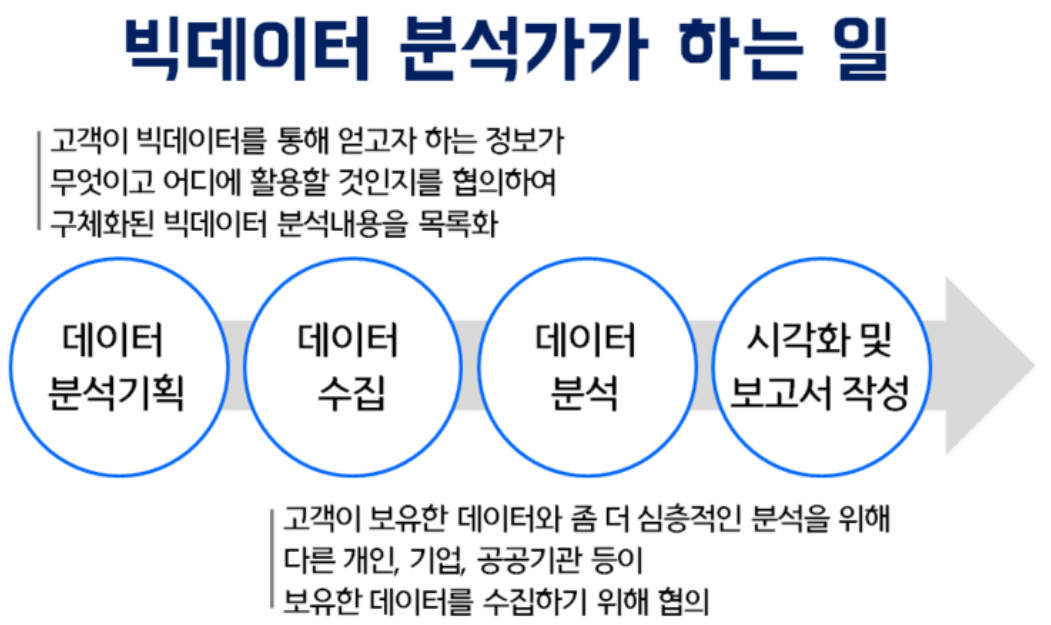 빅데이터 분석가가 하는 일
고객이 빅데이터를 통해 얻고자 하는 정보가
무엇이고 어디에 활용할 것인지를 협의하여
구체화된 빅데이터 분석내용을 목록화
데이터
분석기획
데이터
수집
데이터
분석
시각화 및
보고서 작성
고객이 보유한 데이터와 좀 더 심층적인 분석을 위해
다른 개인, 기업, 공공기관 등이
보유한 데이터를 수집하기 위해 협의